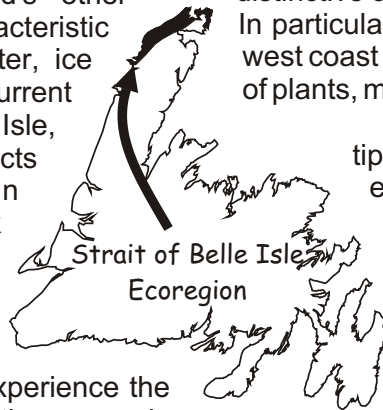 acteristic
ter, ice
urrent
Isle,
cts
n
xperience the
Strait of Belle Isle
Ecoregion
In particula
west coast
of plants, m
tip
e